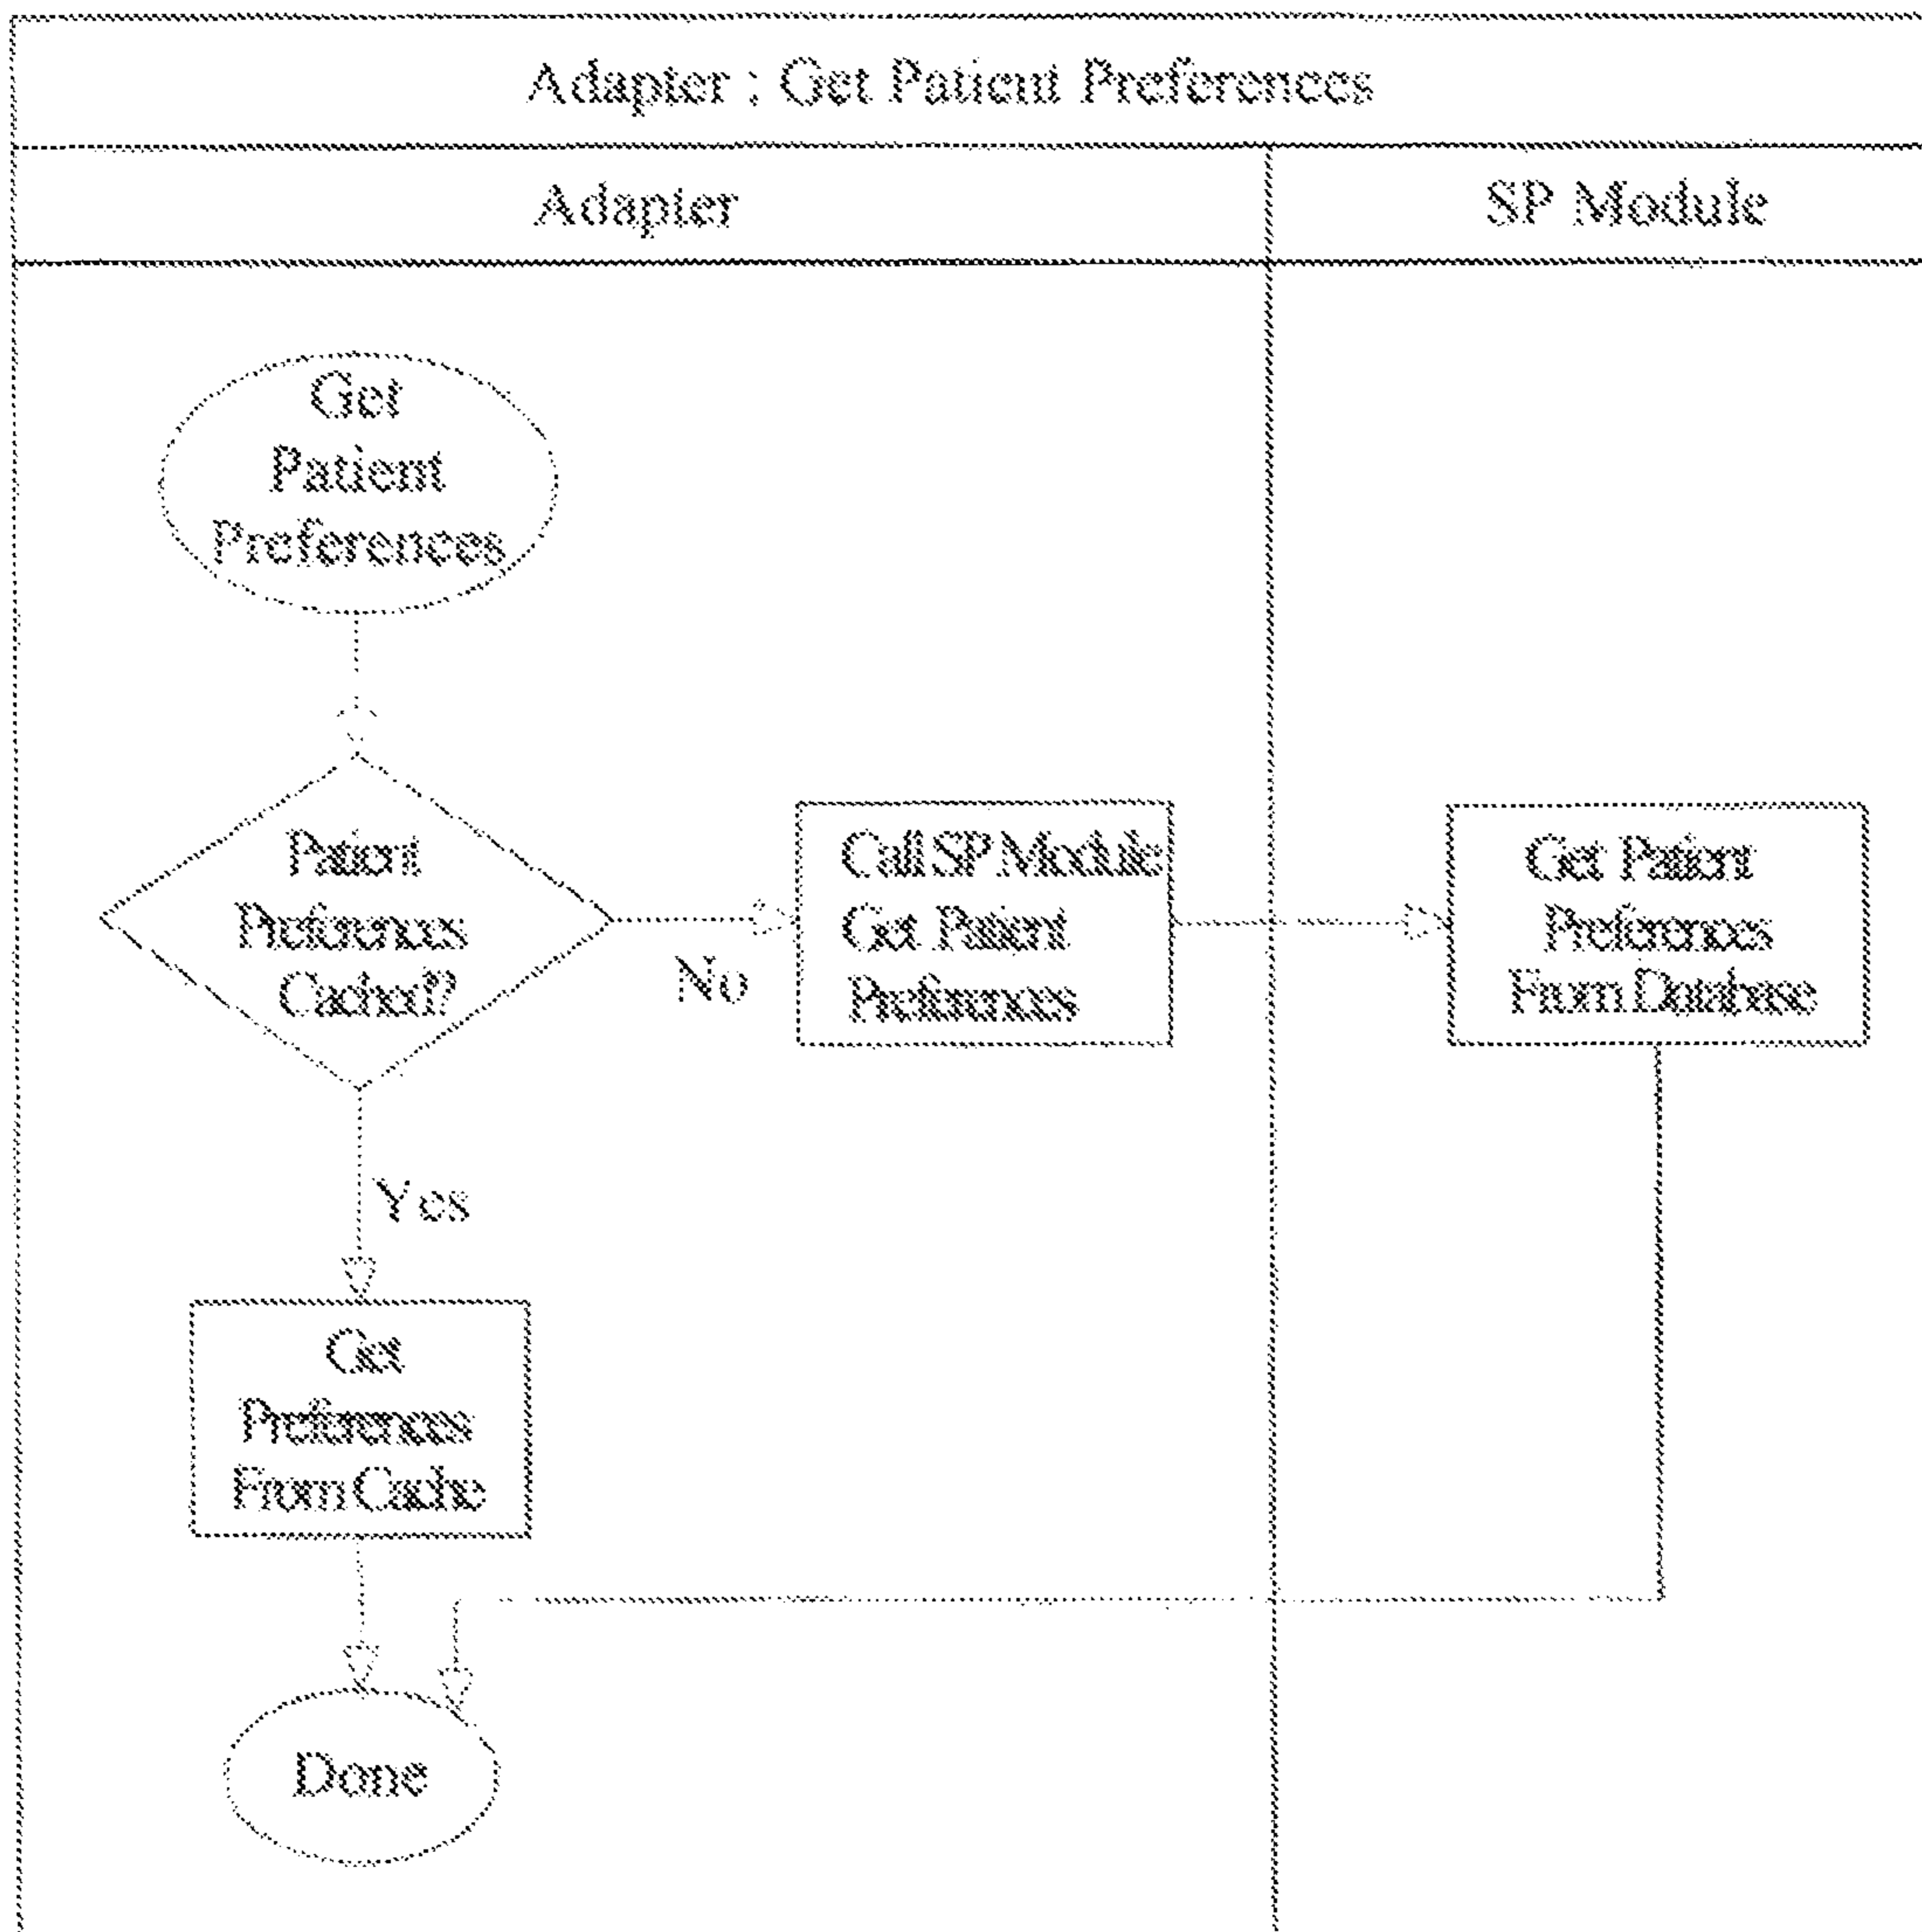 Adapter : Get Patient Preferences
Adapter
SP Module
Get
Patient
Preferences
Patient
Preferences
Cached?
No
Call SP Module
Get Patient
Preferences
Get Patient
Preferences
From Database
Yes
Get
Preferences
From Cache
Done